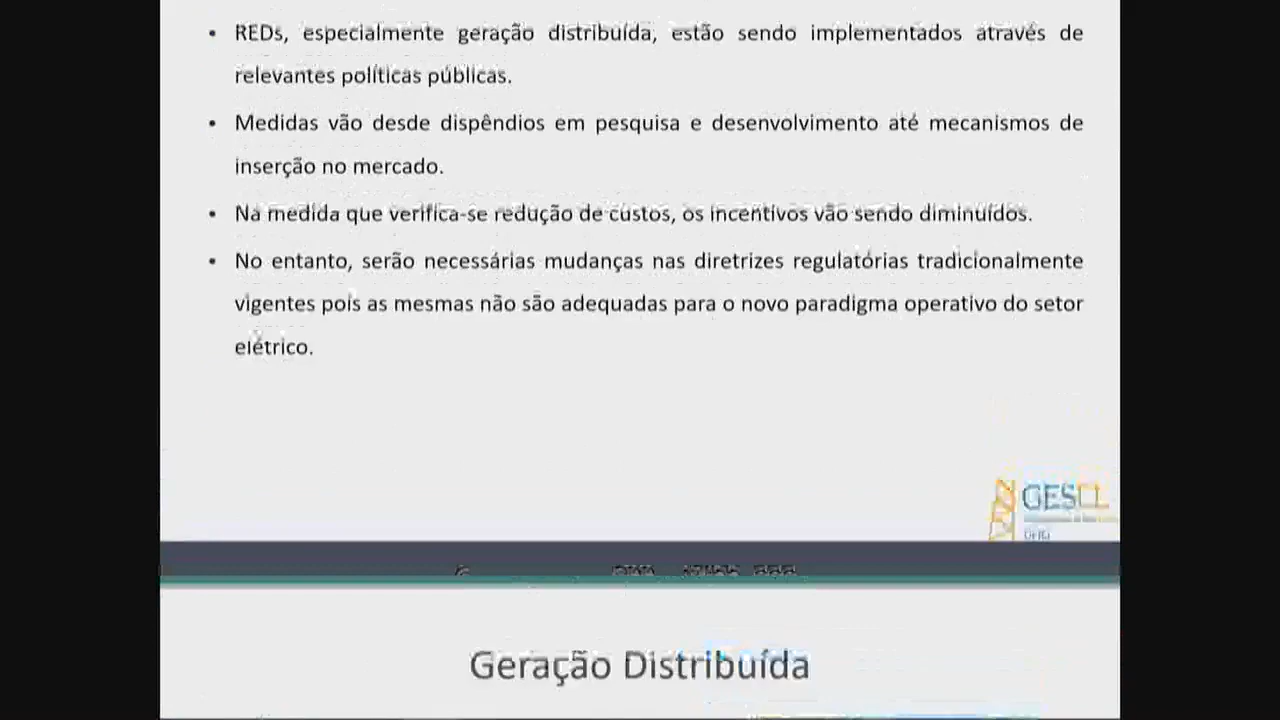 • REDs, especialmente geração distribuída, estão sendo implementados através de
relevantes políticas públicas.
• Medidas vão desde dispêndios em pesquisa e desenvolvimento até mecanismos de
inserção no mercado.
• Na medida que verifica-se redução de custos, os incentivos vão sendo diminuídos.
• No entanto, serão necessárias mudanças nas diretrizes regulatórias tradicionalmente
vigentes pois as mesmas não são adequadas para o novo paradigma operativo do setor
elétrico.
Geração Distribuída